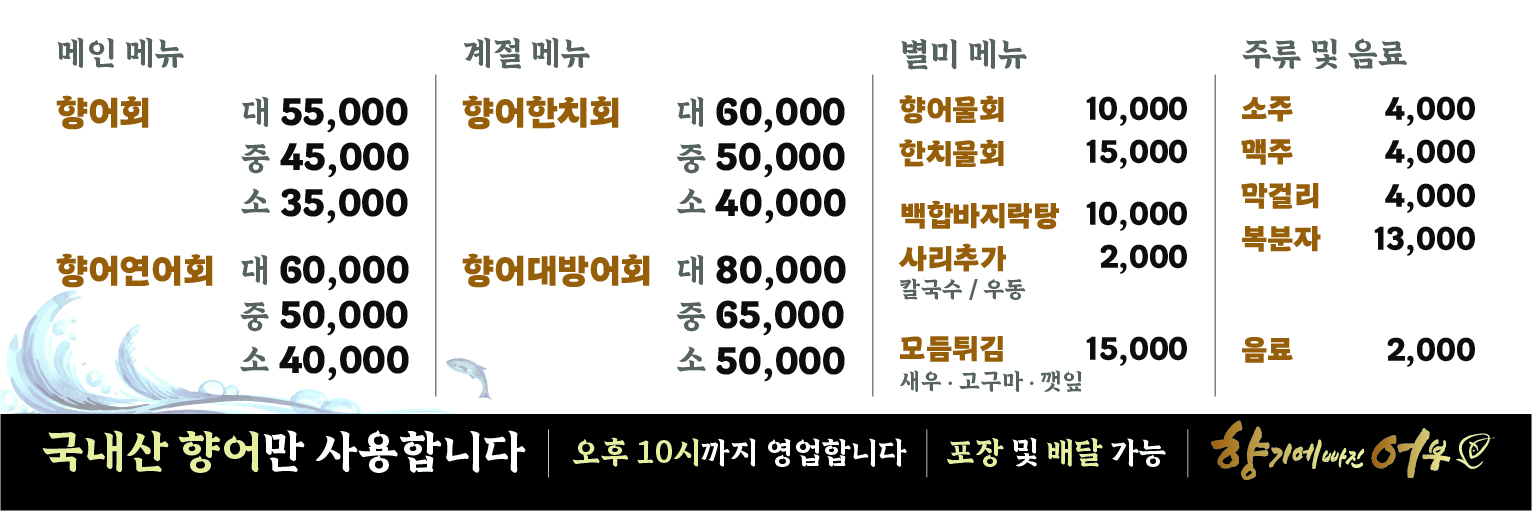 메인 메뉴
향어회 대 55,000
중 45,000
소 35,000
향어연어회 대 60,000
중 50,000
소 40,000
계절 메뉴
향어한치회 대 60,000
중 50,000
소 40,000
향어대방어회 대 80,000
중 65,000
소 50,000
별미 메뉴
향어물회 10,000
한치물회 15,000
백합바지락탕 10,000
사리추가 2,000
칼국수 / 우동
모듬튀김 15,000
새우 · 고구마 · 깻잎
주류 및 음료
소주 4,000
맥주 4,000
막걸리 4,000
복분자 13,000
음료 2,000
국내산 향어만 사용합니다
오후 10시까지 영업합니다
포장 및 배달 가능
향기에빠진 어부